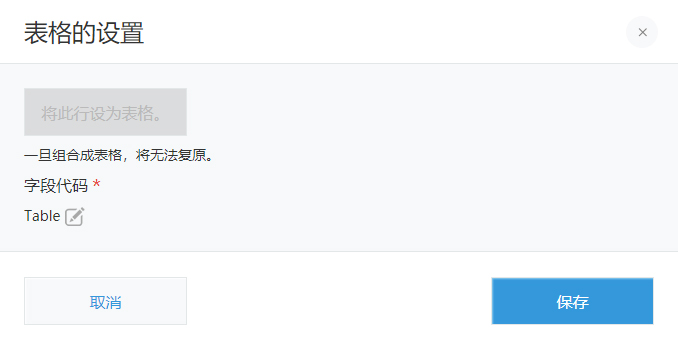 表格的设置
将此行设为表格。
一旦组合成表格，将无法复原。
字段代码 *
Table
取消
保存